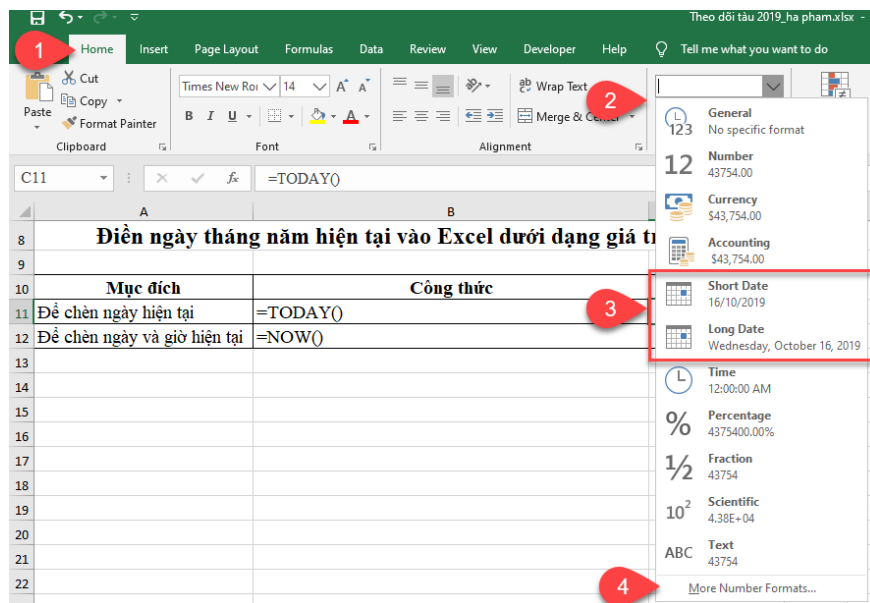 Theo dõi tàu 2019_ha pham.xlsx -
1 Home Insert Page Layout Formulas Data Review View Developer Help Tell me what you want to do
Cut
Copy
Format Painter
Paste
Times New Ro 14 A A
B I U A
ab Wrap Text
Merge &
2
Clipboard Font Alignment
C11 fx =TODAY()
A B
8 Điền ngày tháng năm hiện tại vào Excel dưới dạng giá
9
10 Mục đích Công thức
11 Để chèn ngày hiện tại =TODAY()
12 Để chèn ngày và giờ hiện tại =NOW()
13
14
15
16
17
18
19
20
21
22
123 General
No specific format
12 Number
43754.00
Currency
$43,754.00
Accounting
$43,754.00
3
Short Date
16/10/2019
Long Date
Wednesday, October 16, 2019
Time
12:00:00 AM
% Percentage
4375400.00%
½ Fraction
43754
10² Scientific
4.38E+04
ABC Text
43754
4 More Number Formats...